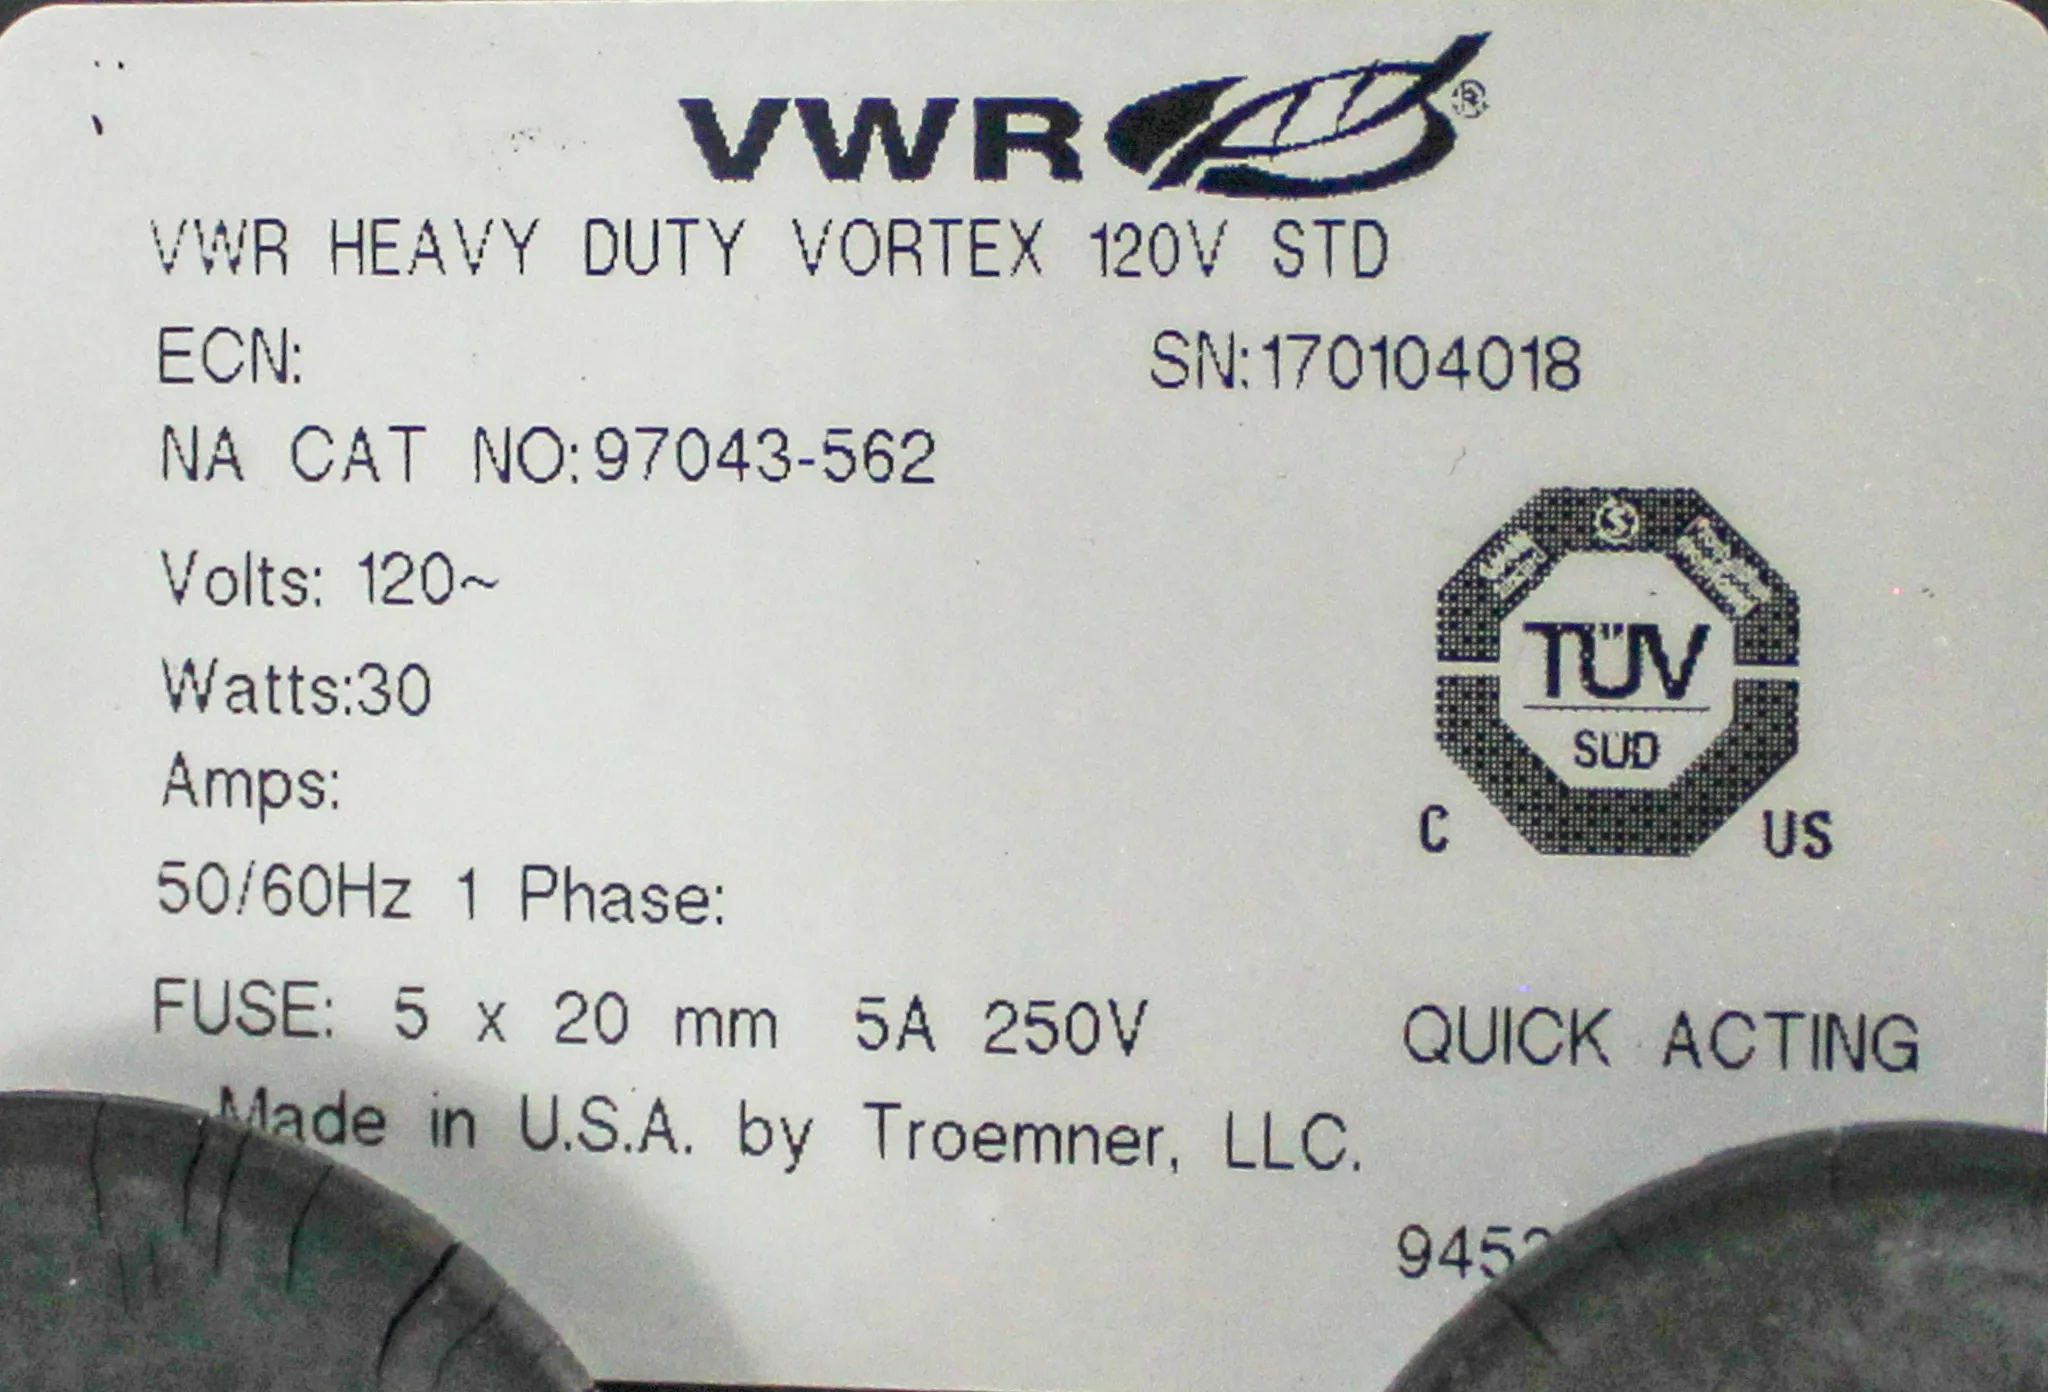 VWR®
VWR HEAVY DUTY VORTEX 120V STD
ECN: SN:170104018
NA CAT NO:97043-562
Volts: 120~
Watts:30
Amps:
50/60Hz 1 Phase:
TÜV
SÜD
C US
FUSE: 5 x 20 mm 5A 250V QUICK ACTING
Made in U.S.A. by Troemner, LLC.